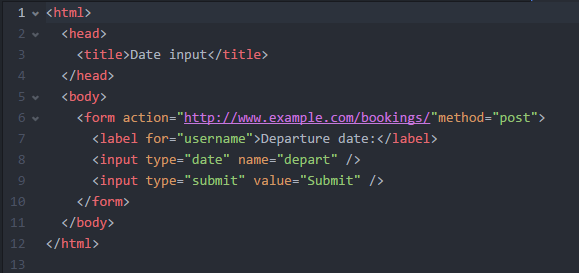 1 <html>
2 <head>
3 <title>Date input</title>
4 </head>
5 <body>
6 <form action="http://www.example.com/bookings/"method="post">
7 <label for="username">Departure date:</label>
8 <input type="date" name="depart" />
9 <input type="submit" value="Submit" />
10 </form>
11 </body>
12 </html>
13